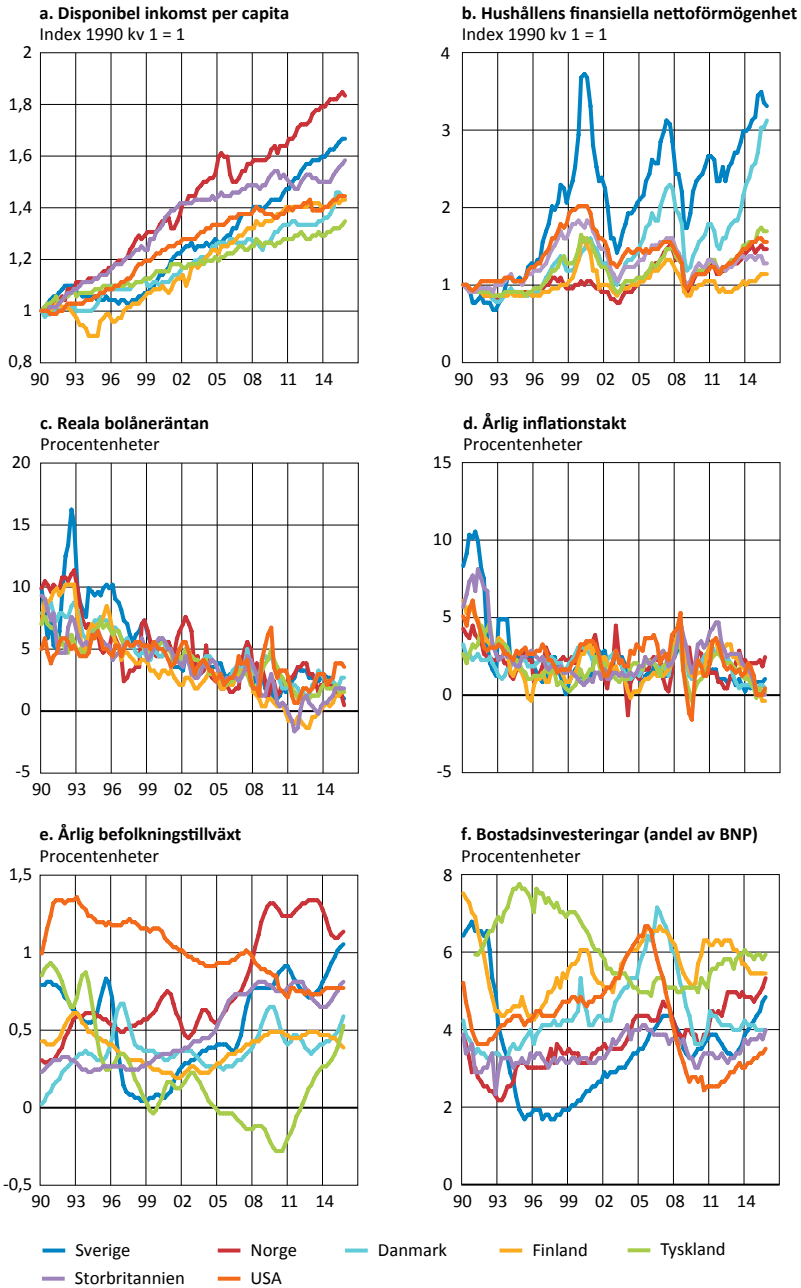 a. Disponibel inkomst per capita
Index 1990 kv 1 = 1
2
1,8
1,6
1,4
1,2
1
0,8
90 93 96 99 02 05 08 11 14
b. Hushållens finansiella nettoförmögenhet
Index 1990 kv 1 = 1
4
3
2
1
0
90 93 96 99 02 05 08 11 14
c. Reala bolåneräntan
Procentenheter
20
15
10
5
0
-5
90 93 96 99 02 05 08 11 14
d. Årlig inflationstakt
Procentenheter
15
10
5
0
-5
90 93 96 99 02 05 08 11 14
e. Årlig befolkningstillväxt
Procentenheter
1,5
1
0,5
0
-0,5
90 93 96 99 02 05 08 11 14
f. Bostadsinvesteringar (andel av BNP)
Procentenheter
8
6
4
2
0
90 93 96 99 02 05 08 11 14
Sverige Norge Danmark Finland Tyskland
Storbritannien USA